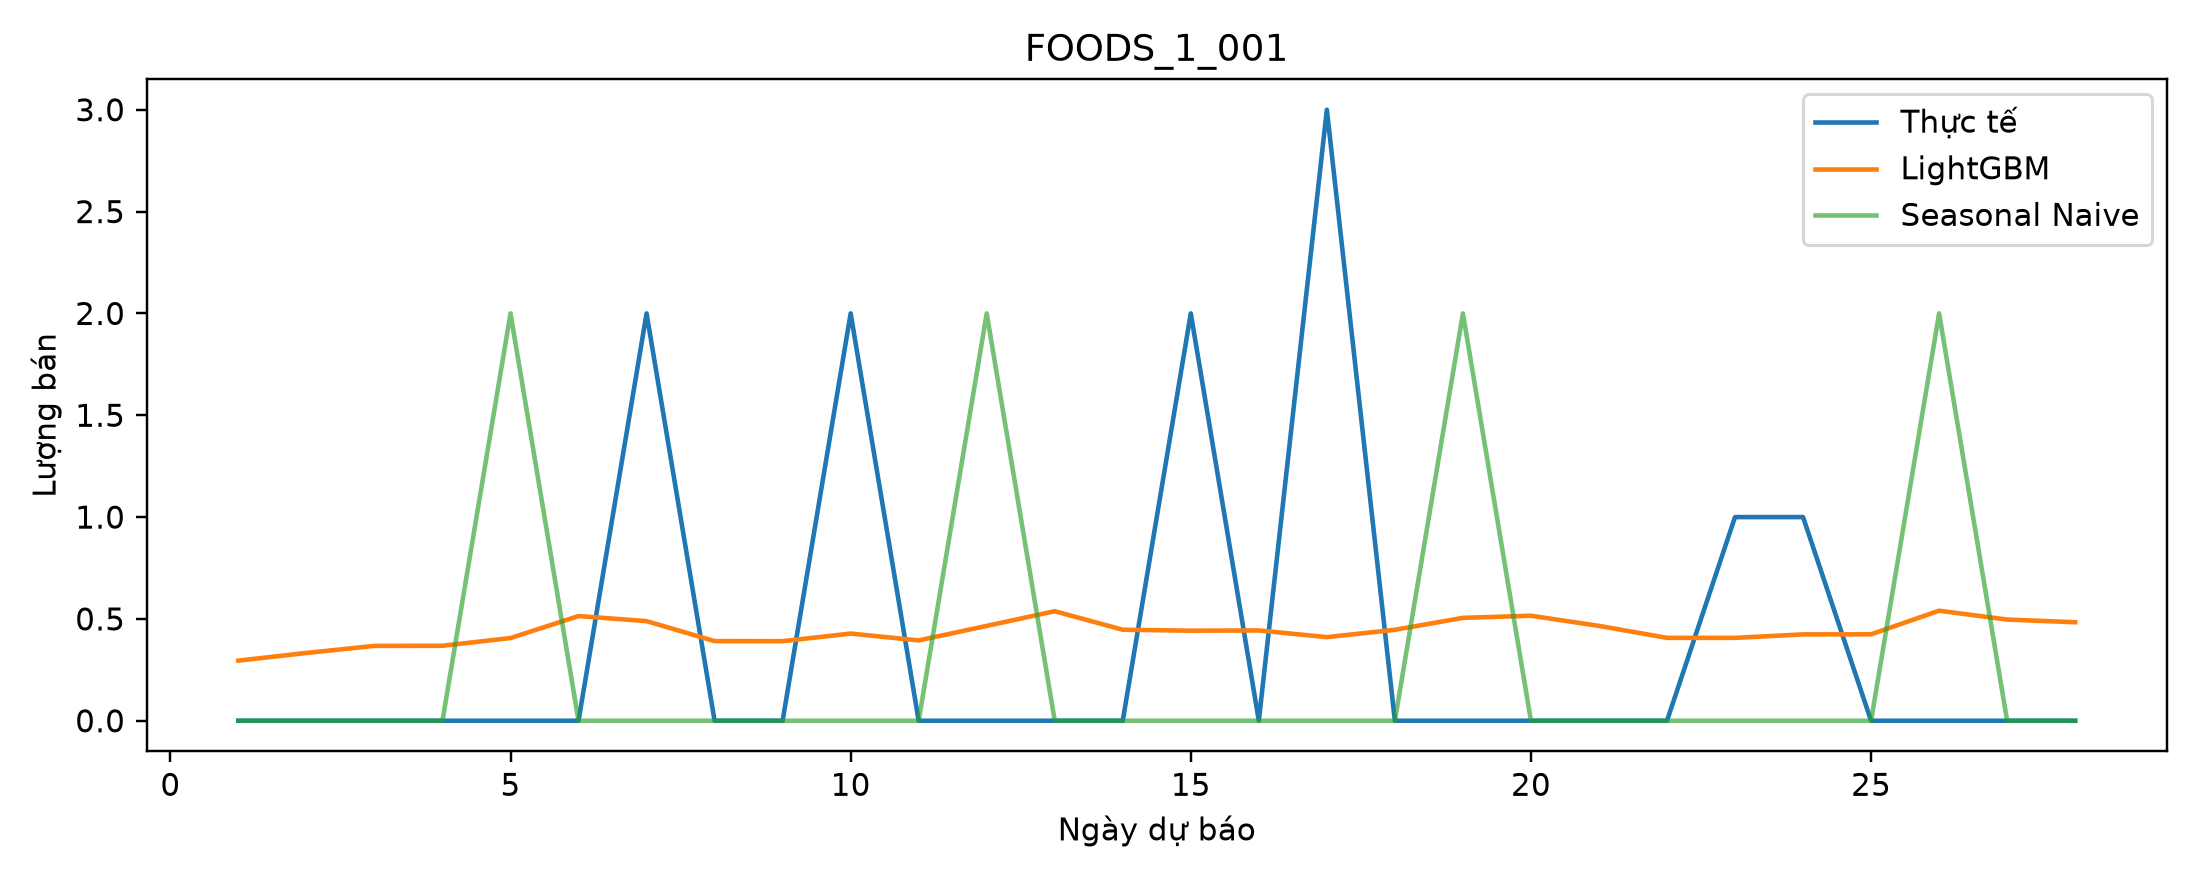 FOODS_1_001
Thực tế
LightGBM
Seasonal Naive
Lượng bán
3.0
2.5
2.0
1.5
1.0
0.5
0.0
0
5
10
15
20
25
Ngày dự báo